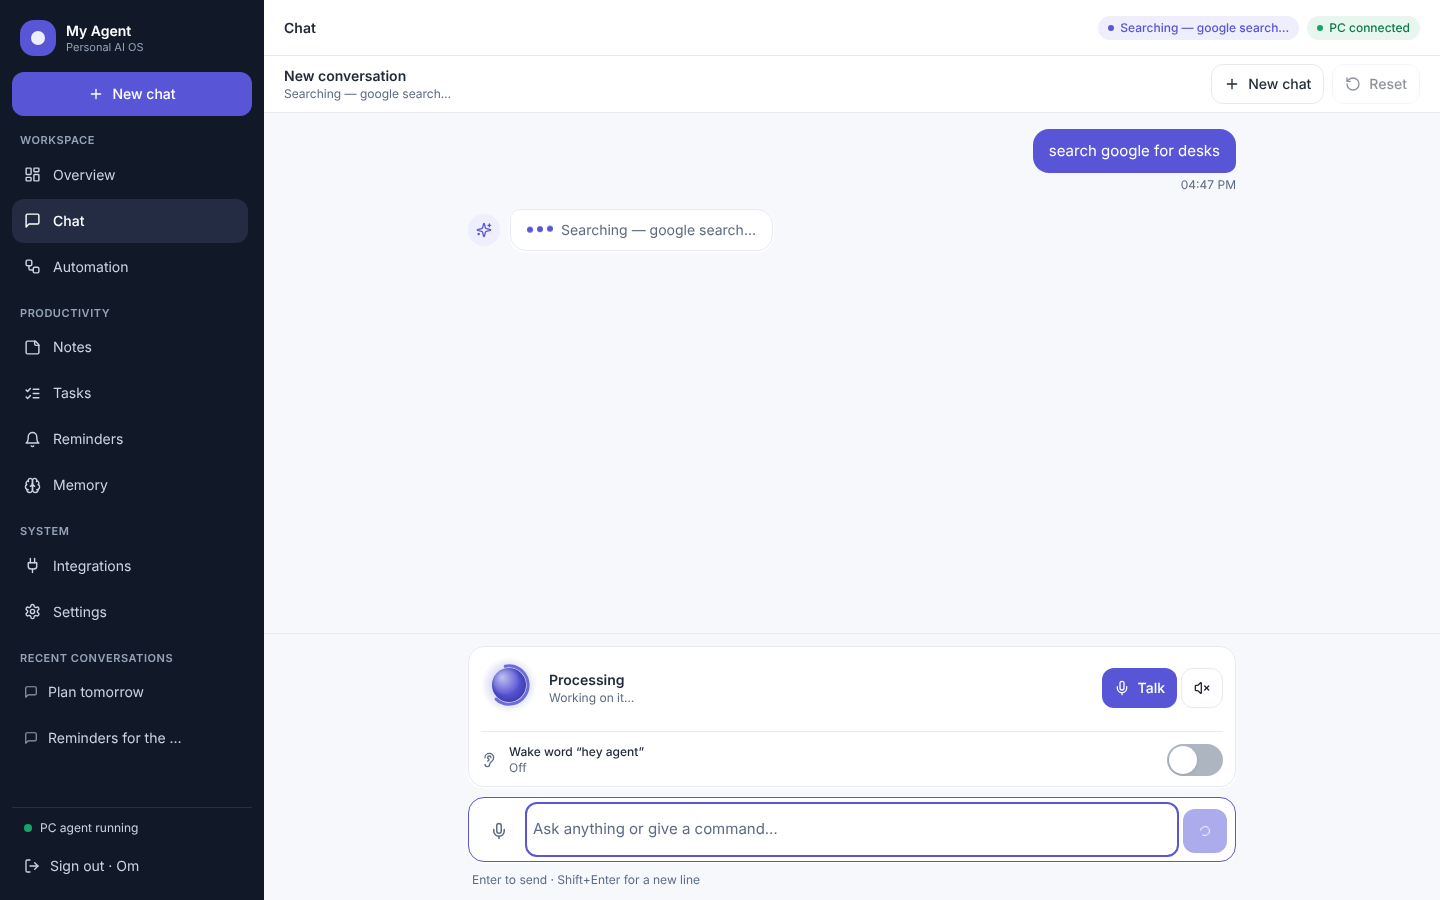 My Agent
Personal AI OS
New chat
WORKSPACE
Overview
Chat
Automation
PRODUCTIVITY
Notes
Tasks
Reminders
Memory
SYSTEM
Integrations
Settings
RECENT CONVERSATIONS
Plan tomorrow
Reminders for the ...
PC agent running
Sign out · Om
Chat
Searching — google search...
PC connected
New conversation
Searching — google search...
New chat
Reset
search google for desks
04:47 PM
Searching — google search...
Processing
Working on it...
Talk
Wake word “hey agent”
Off
Ask anything or give a command...
Enter to send · Shift+Enter for a new line